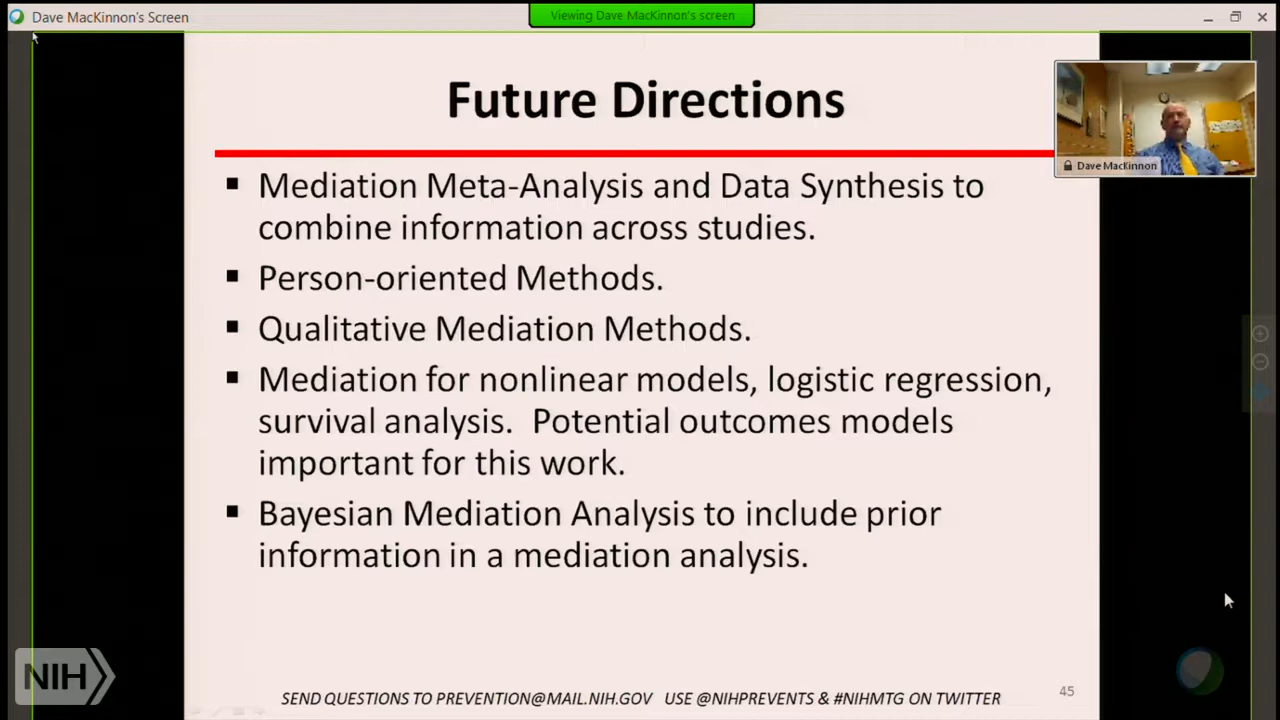 Dave MacKinnon's Screen
Viewing Dave MacKinnon's screen
Future Directions
Dave MacKinnon
▪ Mediation Meta-Analysis and Data Synthesis to
combine information across studies.
▪ Person-oriented Methods.
▪ Qualitative Mediation Methods.
▪ Mediation for nonlinear models, logistic regression,
survival analysis.  Potential outcomes models
important for this work.
▪ Bayesian Mediation Analysis to include prior
information in a mediation analysis.
NIH
SEND QUESTIONS TO PREVENTION@MAIL.NIH.GOV   USE @NIHPREVENTS & #NIHMTG ON TWITTER
45